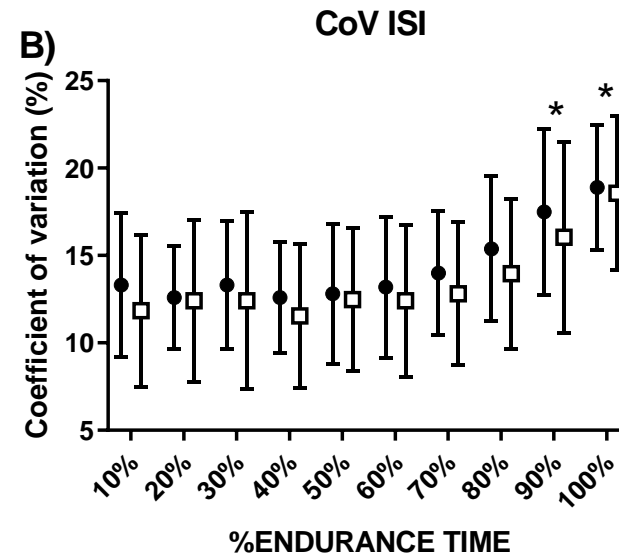 CoV ISI
B)
Coefficient of variation (%)
25
20
15
10
5
* *
10% 20% 30% 40% 50% 60% 70% 80% 90% 100%
%ENDURANCE TIME